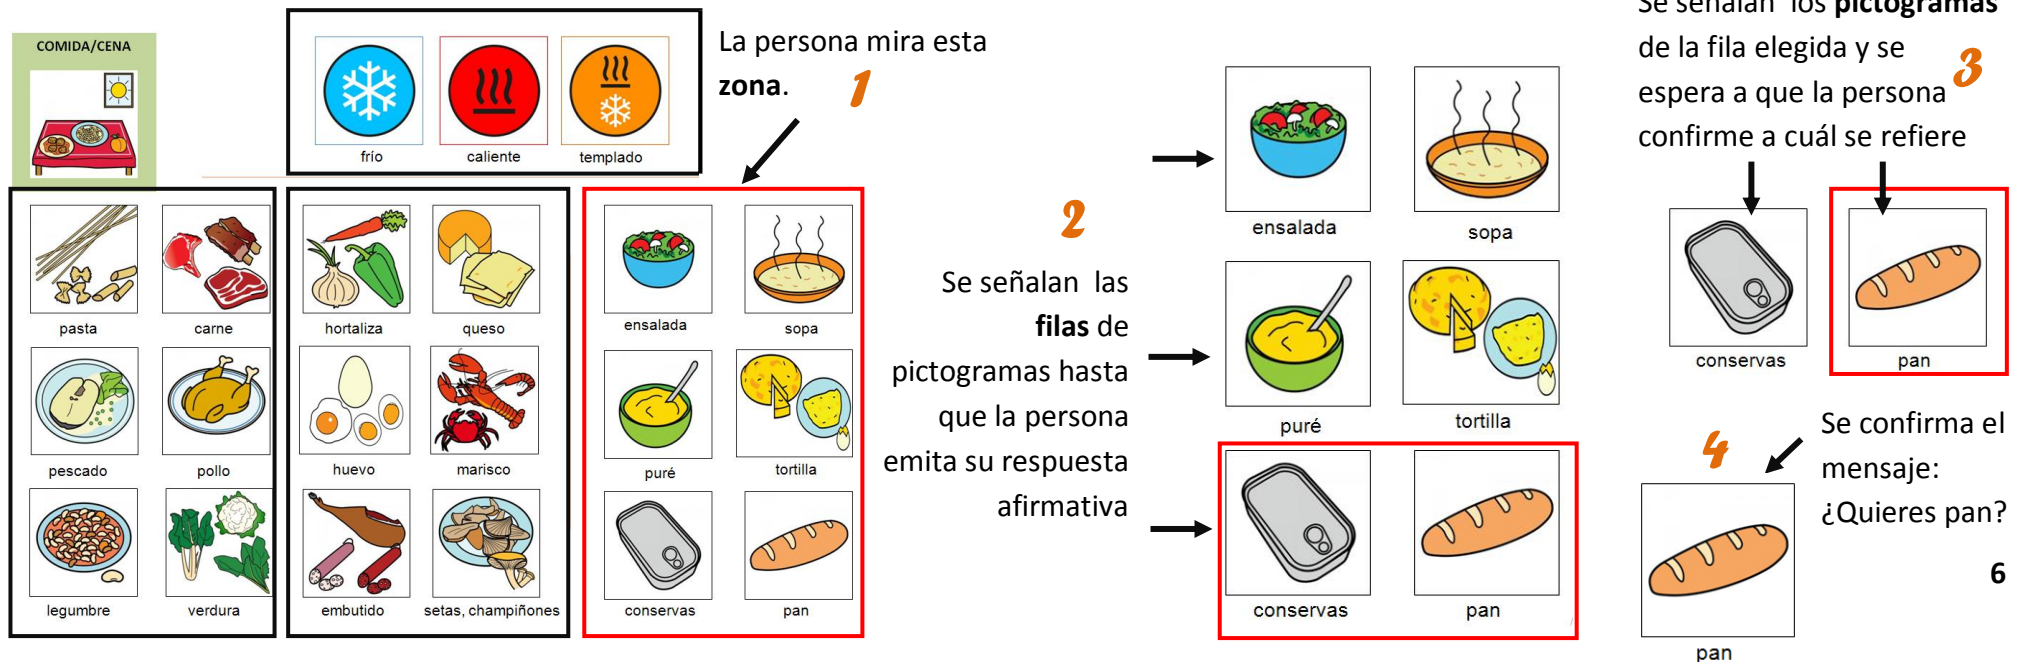 COMIDA/CENA
frío
caliente
templado
La persona mira esta
zona.
1
pasta
carne
pescado
pollo
legumbre
verdura
hortaliza
queso
huevo
marisco
embutido
setas, champiñones
ensalada
sopa
puré
tortilla
conservas
pan
2
Se señalan las
filas de
pictogramas hasta
que la persona
emita su respuesta
afirmativa
ensalada
sopa
puré
tortilla
conservas
pan
Se señalan los pictogramas
de la fila elegida y se
espera a que la persona
confirme a cuál se refiere
3
conservas
pan
4
Se confirma el
mensaje:
¿Quieres pan?
pan
6